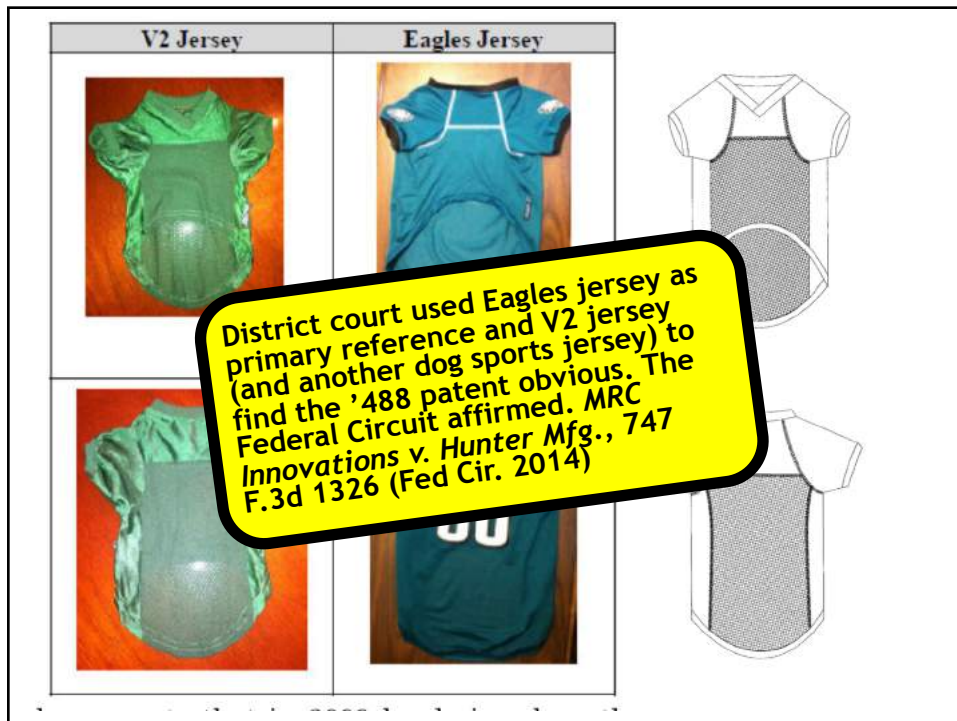 V2 Jersey
Eagles Jersey
District court used Eagles jersey as
primary reference and V2 jersey
(and another dog sports jersey) to
find the ’488 patent obvious. The
Federal Circuit affirmed. MRC
Innovations v. Hunter Mfg., 747
F.3d 1326 (Fed Cir. 2014)